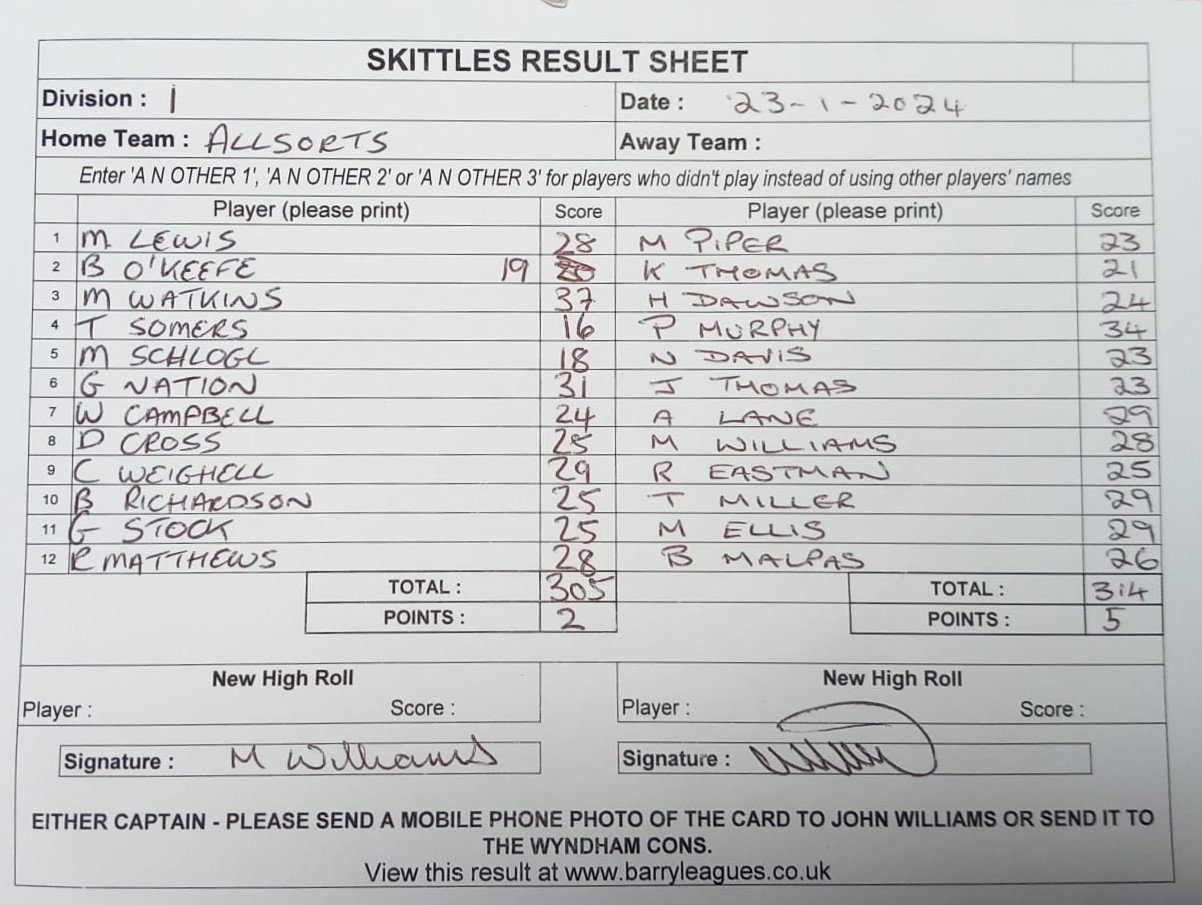 SKITTLES RESULT SHEET
Division : 1 Date : 23-1-2024
Home Team : ALLSORTS Away Team :
Enter 'A N OTHER 1', 'A N OTHER 2' or 'A N OTHER 3' for players who didn't play instead of using other players' names
Player (please print) Score Player (please print) Score
1 M LEWIS 28 M PIPER 23
2 B O'KEEFE 19 K THOMAS 21
3 M WATKINS 37 H DAWSON 24
4 T SOMERS 16 P MURPHY 34
5 M SCHLOGL 18 N DAVIS 23
6 G NATION 31 J THOMAS 23
7 W CAMPBELL 24 A LANE 29
8 D CROSS 25 M WILLIAMS 28
9 C WEIGHELL 29 R EASTMAN 25
10 B RICHARDSON 25 T MILLER 29
11 G STOCK 25 M ELLIS 29
12 R MATTHEWS 28 B MALPAS 26
TOTAL : 305 TOTAL : 314
POINTS : 2 POINTS : 5
New High Roll New High Roll
Player : Score : Player : Score :
Signature : M Williams Signature :
EITHER CAPTAIN - PLEASE SEND A MOBILE PHONE PHOTO OF THE CARD TO JOHN WILLIAMS OR SEND IT TO
THE WYNDHAM CONS.
View this result at www.barryleagues.co.uk